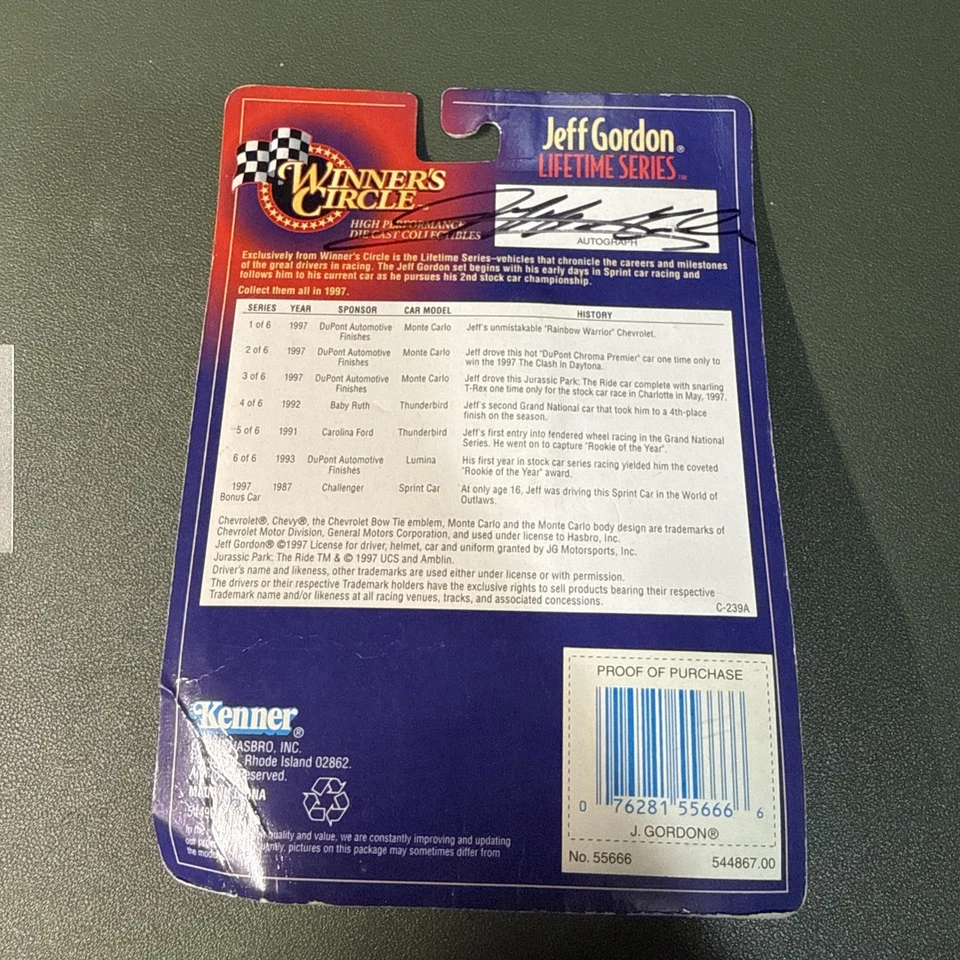 Jeff Gordon®
LIFETIME SERIES™
WINNER'S
CIRCLE™
HIGH PERFORMANCE
DIE CAST COLLECTIBLES
AUTOGRAPH
Exclusively from Winner's Circle is the Lifetime Series–vehicles that chronicle the careers and milestones
of the great drivers in racing. The Jeff Gordon set begins with his early days in Sprint car racing and
follows him to his current car as he pursues his 2nd stock car championship.
Collect them all in 1997.
SERIES YEAR SPONSOR CAR MODEL HISTORY
1 of 6 1997 DuPont Automotive Monte Carlo Jeff's unmistakable "Rainbow Warrior" Chevrolet.
Finishes
2 of 6 1997 DuPont Automotive Monte Carlo Jeff drove this hot "DuPont Chroma Premier" car one time only to
Finishes win the 1997 The Clash in Daytona.
3 of 6 1997 DuPont Automotive Monte Carlo Jeff drove this Jurassic Park: The Ride car complete with snarling
Finishes T-Rex one time only for the stock car race in Charlotte in May, 1997.
4 of 6 1992 Baby Ruth Thunderbird Jeff's second Grand National car that took him to a 4th-place
finish on the season.
5 of 6 1991 Carolina Ford Thunderbird Jeff's first entry into fendered wheel racing in the Grand National
Series. He went on to capture "Rookie of the Year".
6 of 6 1993 DuPont Automotive Lumina His first year in stock car series racing yielded him the coveted
Finishes "Rookie of the Year" award.
1997 1987 Challenger Sprint Car At only age 16, Jeff was driving this Sprint Car in the World of
Bonus Car Outlaws.
Chevrolet®, Chevy®, the Chevrolet Bow Tie emblem, Monte Carlo and the Monte Carlo body design are trademarks of
Chevrolet Motor Division, General Motors Corporation, and used under license to Hasbro, Inc.
Jeff Gordon® ©1997 License for driver, helmet, car and uniform granted by JG Motorsports, Inc.
Jurassic Park: The Ride TM & © 1997 UCS and Amblin.
Driver's name and likeness, other trademarks are used either under license or with permission.
The drivers or their respective Trademark holders have the exclusive rights to sell products bearing their respective
Trademark name and/or likeness at all racing venues, tracks, and associated concessions.
C-239A
Kenner®
HASBRO, INC.
Rhode Island 02862.
Reserved.
MADE IN CHINA
quality and value, we are constantly improving and updating
pictures on this package may sometimes differ from
PROOF OF PURCHASE
0 76281 55666 6
J. GORDON®
No. 55666 544867.00